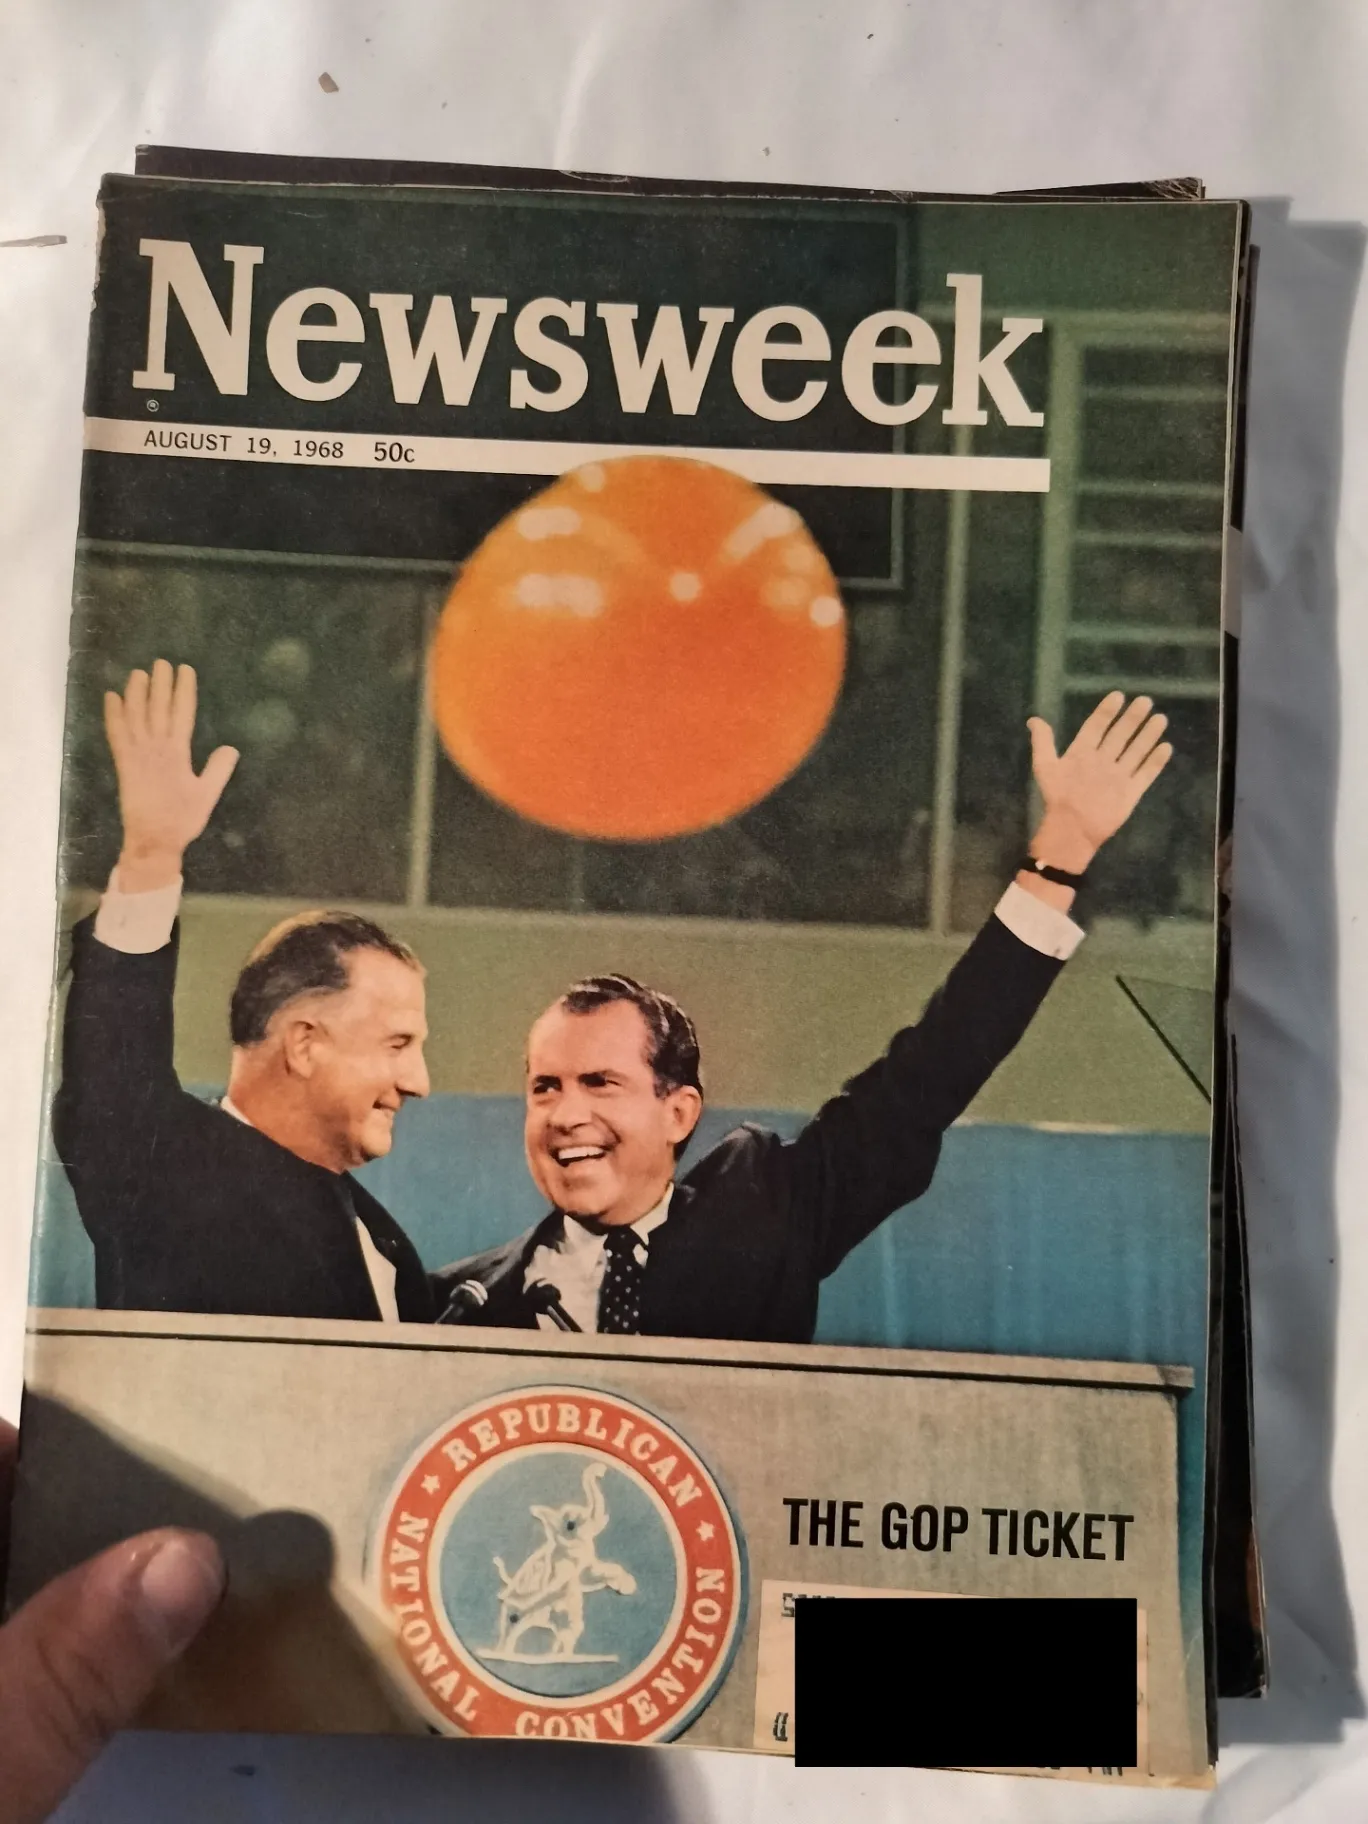 Newsweek
®
AUGUST 19, 1968 50c
REPUBLICAN
NATIONAL CONVENTION
THE GOP TICKET